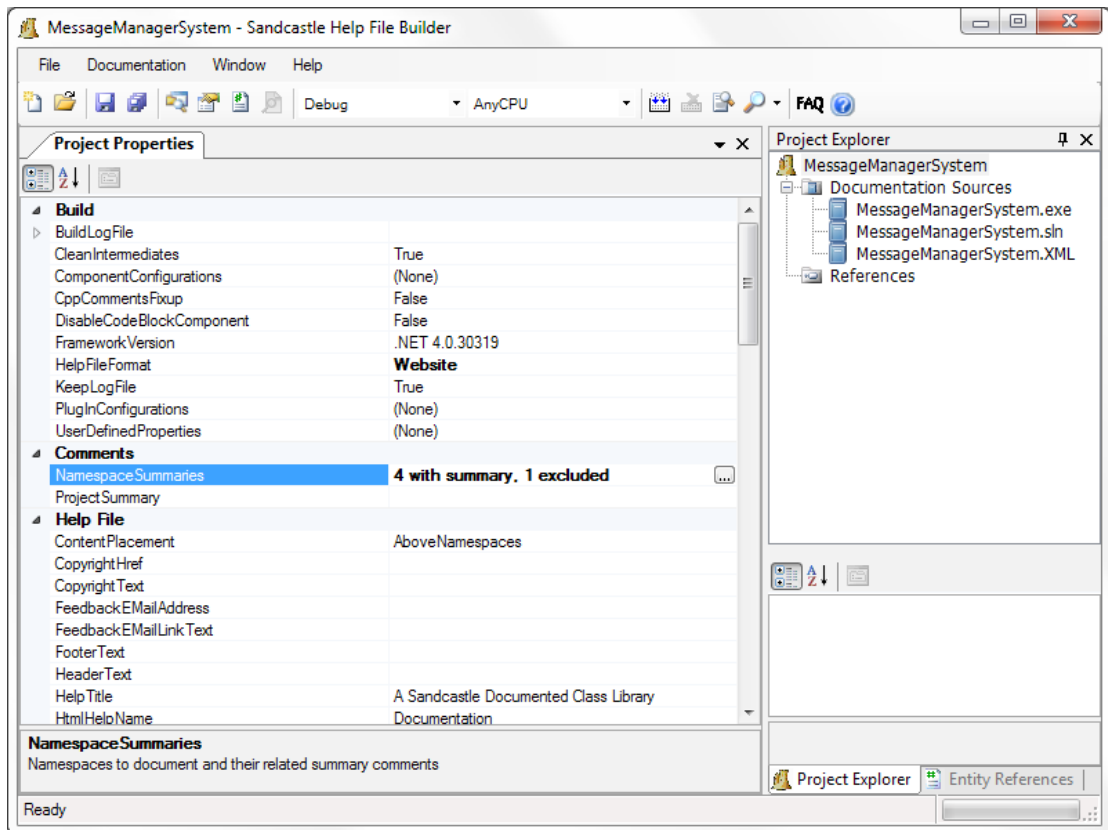 MessageManagerSystem - Sandcastle Help File Builder
File Documentation Window Help
Debug AnyCPU FAQ
Project Properties
Build
BuildLogFile
CleanIntermediates True
ComponentConfigurations (None)
CppCommentsFixup False
DisableCodeBlockComponent False
FrameworkVersion .NET 4.0.30319
HelpFileFormat Website
KeepLogFile True
PlugInConfigurations (None)
UserDefinedProperties (None)
Comments
NamespaceSummaries 4 with summary, 1 excluded ...
ProjectSummary
Help File
ContentPlacement AboveNamespaces
CopyrightHref
CopyrightText
FeedbackEMailAddress
FeedbackEMailLinkText
FooterText
HeaderText
HelpTitle A Sandcastle Documented Class Library
HtmlHelpName Documentation
NamespaceSummaries
Namespaces to document and their related summary comments
Project Explorer
MessageManagerSystem
Documentation Sources
MessageManagerSystem.exe
MessageManagerSystem.sln
MessageManagerSystem.XML
References
Project Explorer Entity References
Ready